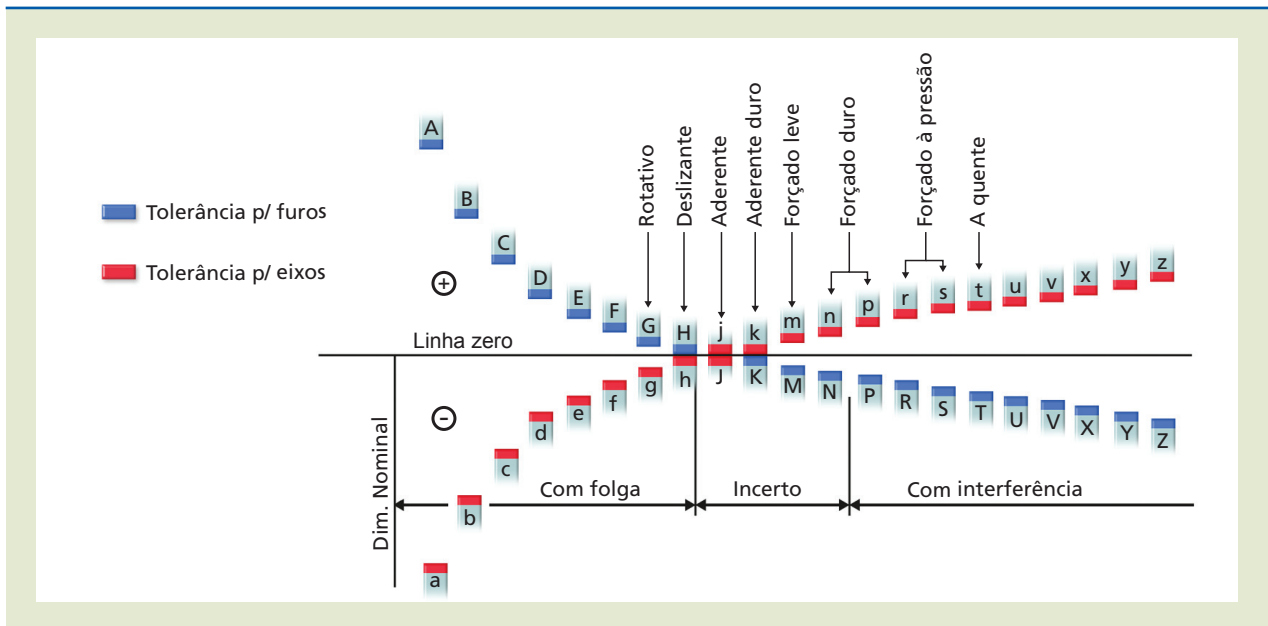 Rotativo
Deslizante
Aderente
Aderente duro
Forçado leve
Forçado duro
Forçado à pressão
A quente
Tolerância p/ furos
Tolerância p/ eixos
A
B
C
D
E
F
G
H
j
k
m
n
p
r
s
t
u
v
x
y
z
+
Linha zero
-
a
b
c
d
e
f
g
h
J
K
M
N
P
R
S
T
U
V
X
Y
Z
Dim. Nominal
Com folga
Incerto
Com interferência